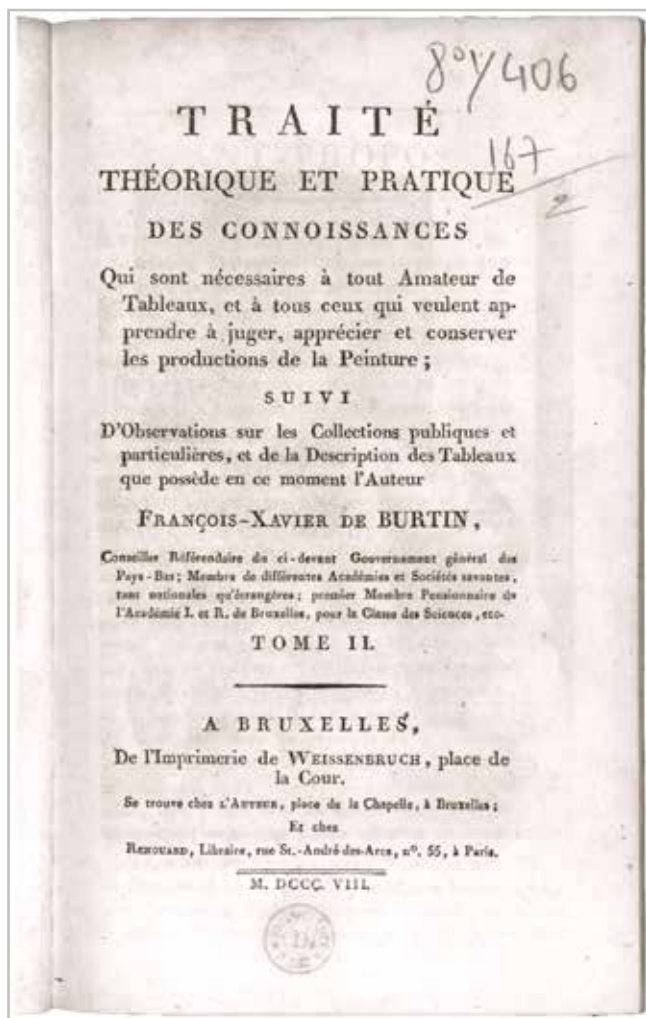 8° Y 406
TRAITÉ
167
THÉORIQUE ET PRATIQUE
2
DES CONNOISSANCES
Qui sont nécessaires à tout Amateur de
Tableaux, et à tous ceux qui veulent ap-
prendre à juger, apprécier et conserver
les productions de la Peinture ;
SUIVI
D'Observations sur les Collections publiques et
particulières, et de la Description des Tableaux
que possède en ce moment l'Auteur
FRANÇOIS-XAVIER DE BURTIN,
Conseiller Référendaire du ci-devant Gouvernement général des
Pays-Bas ; Membre de différentes Académies et Sociétés savantes,
tant nationales qu'étrangères ; premier Membre Pensionnaire de
l'Académie I. et R. de Bruxelles, pour la Classe des Sciences, etc.
TOME II.
A BRUXELLES,
De l'Imprimerie de WEISSENBRUCH, place de
la Cour.
Se trouve chez L'AUTEUR, place de la Chapelle, à Bruxelles ;
Et chez
RENOUARD, Libraire, rue St.-André-des-Arcs, n°. 55, à Paris.
M. DCCC. VIII.